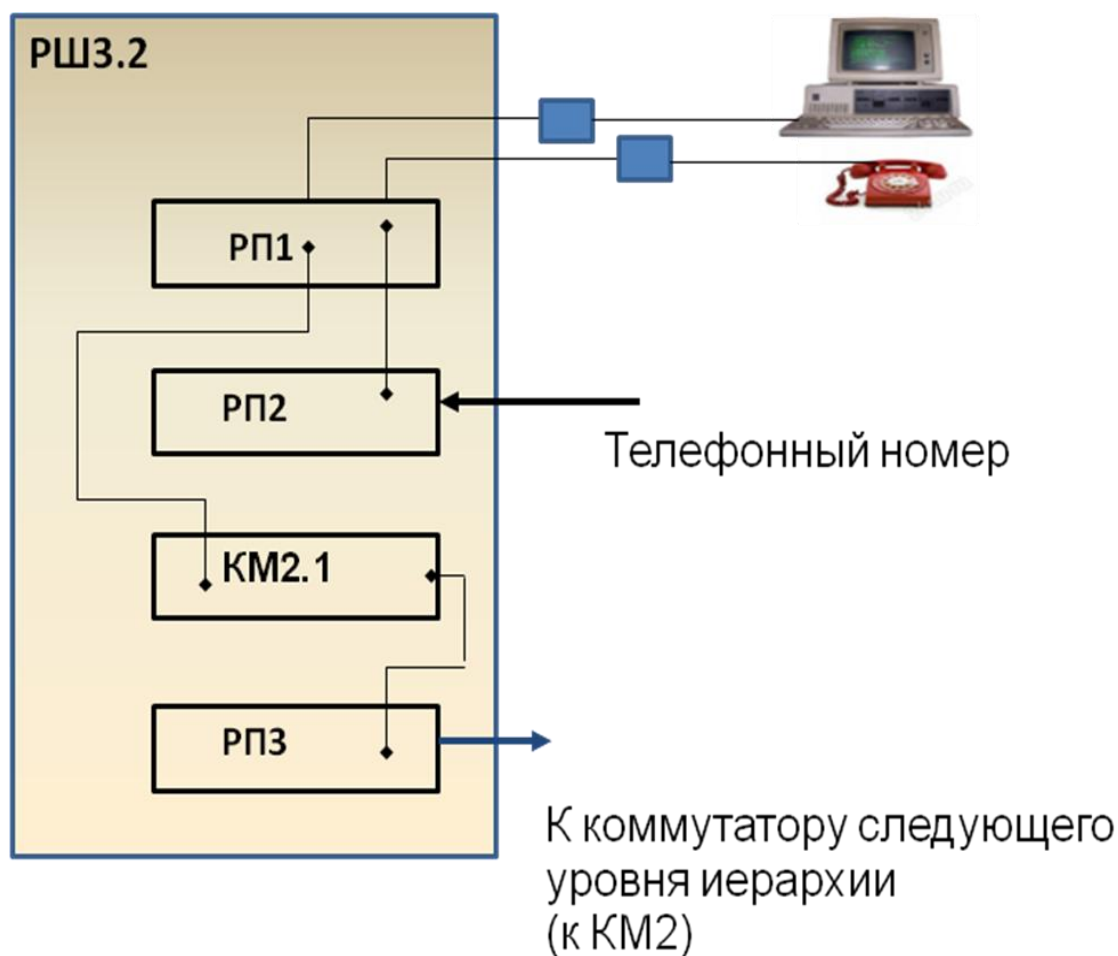 РШ3.2
РП1
РП2
Телефонный номер
КМ2.1
РП3
К коммутатору следующего
уровня иерархии
(к КМ2)